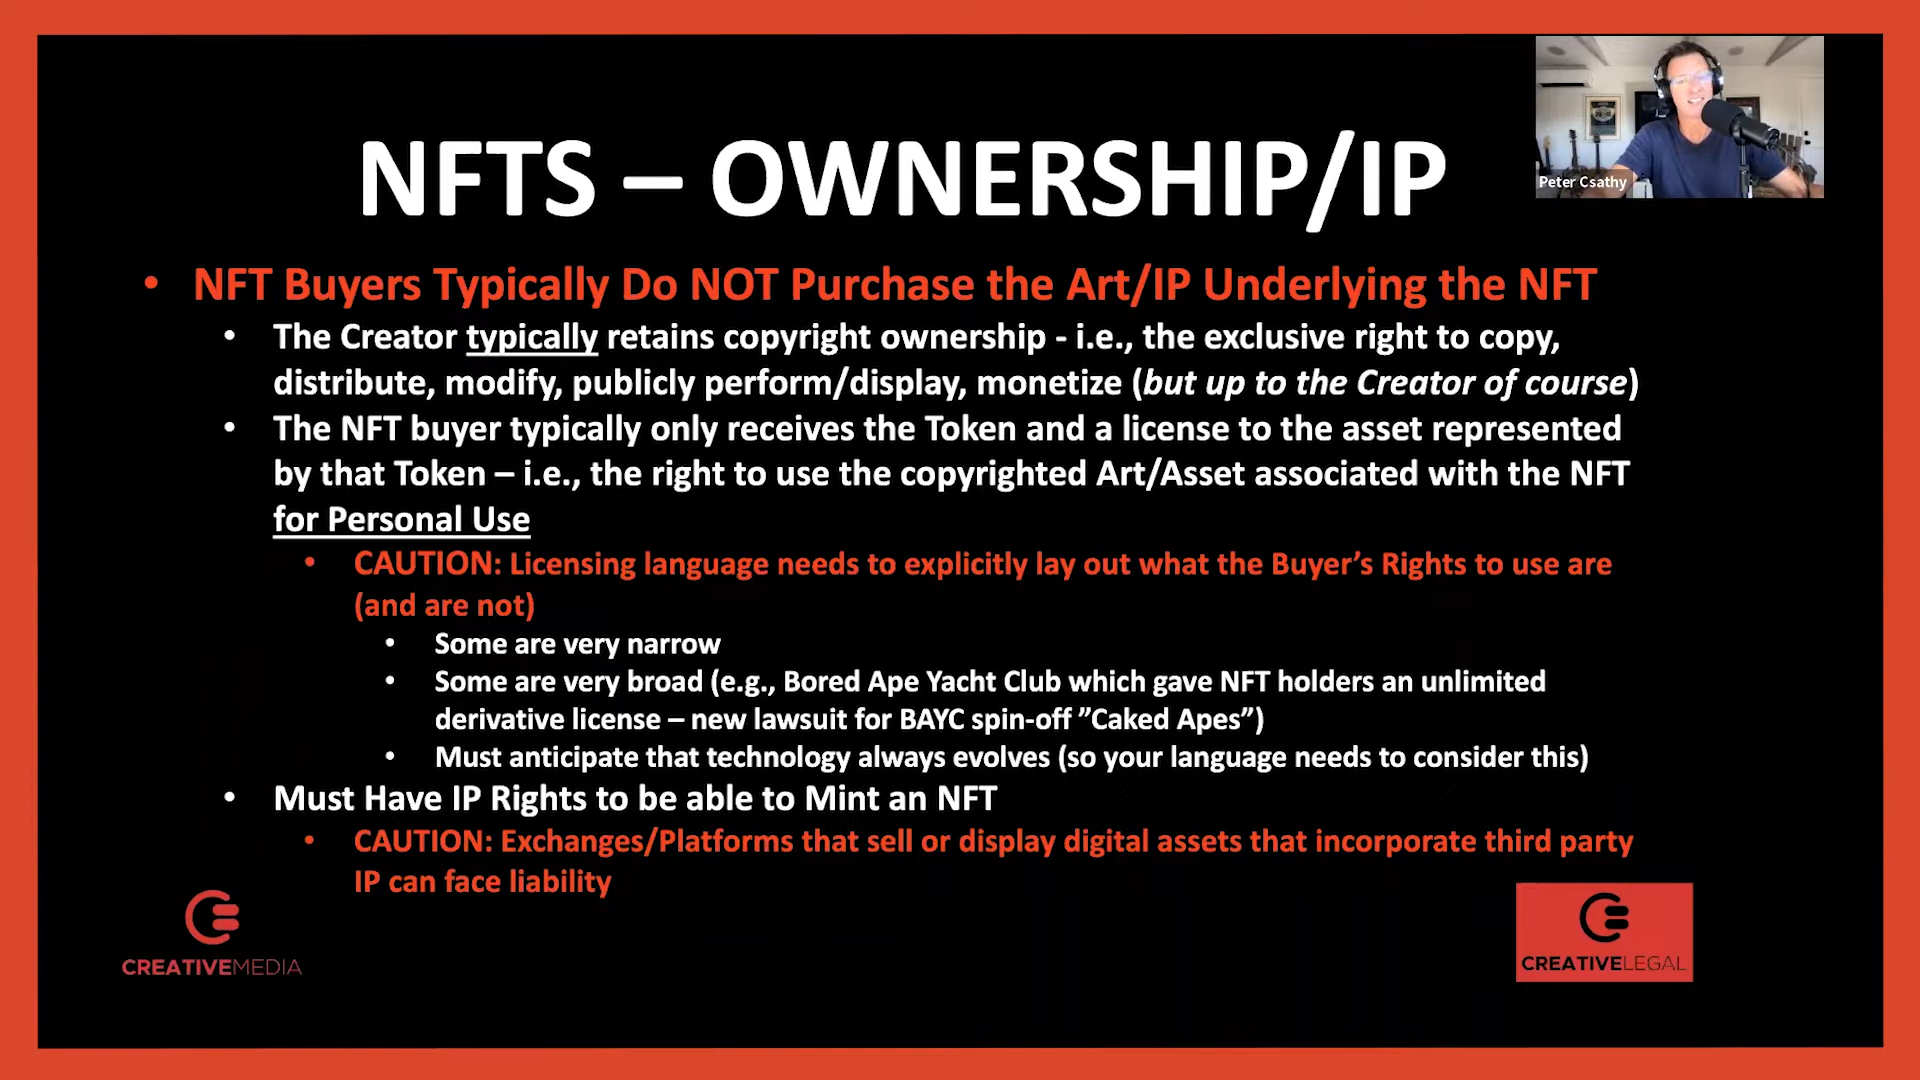 Peter Csathy
NFTS – OWNERSHIP/IP
• NFT Buyers Typically Do NOT Purchase the Art/IP Underlying the NFT
• The Creator typically retains copyright ownership - i.e., the exclusive right to copy,
distribute, modify, publicly perform/display, monetize (but up to the Creator of course)
• The NFT buyer typically only receives the Token and a license to the asset represented
by that Token – i.e., the right to use the copyrighted Art/Asset associated with the NFT
for Personal Use
• CAUTION: Licensing language needs to explicitly lay out what the Buyer’s Rights to use are
(and are not)
• Some are very narrow
• Some are very broad (e.g., Bored Ape Yacht Club which gave NFT holders an unlimited
derivative license – new lawsuit for BAYC spin-off ”Caked Apes”)
• Must anticipate that technology always evolves (so your language needs to consider this)
• Must Have IP Rights to be able to Mint an NFT
• CAUTION: Exchanges/Platforms that sell or display digital assets that incorporate third party
IP can face liability
CREATIVEMEDIA
CREATIVELEGAL